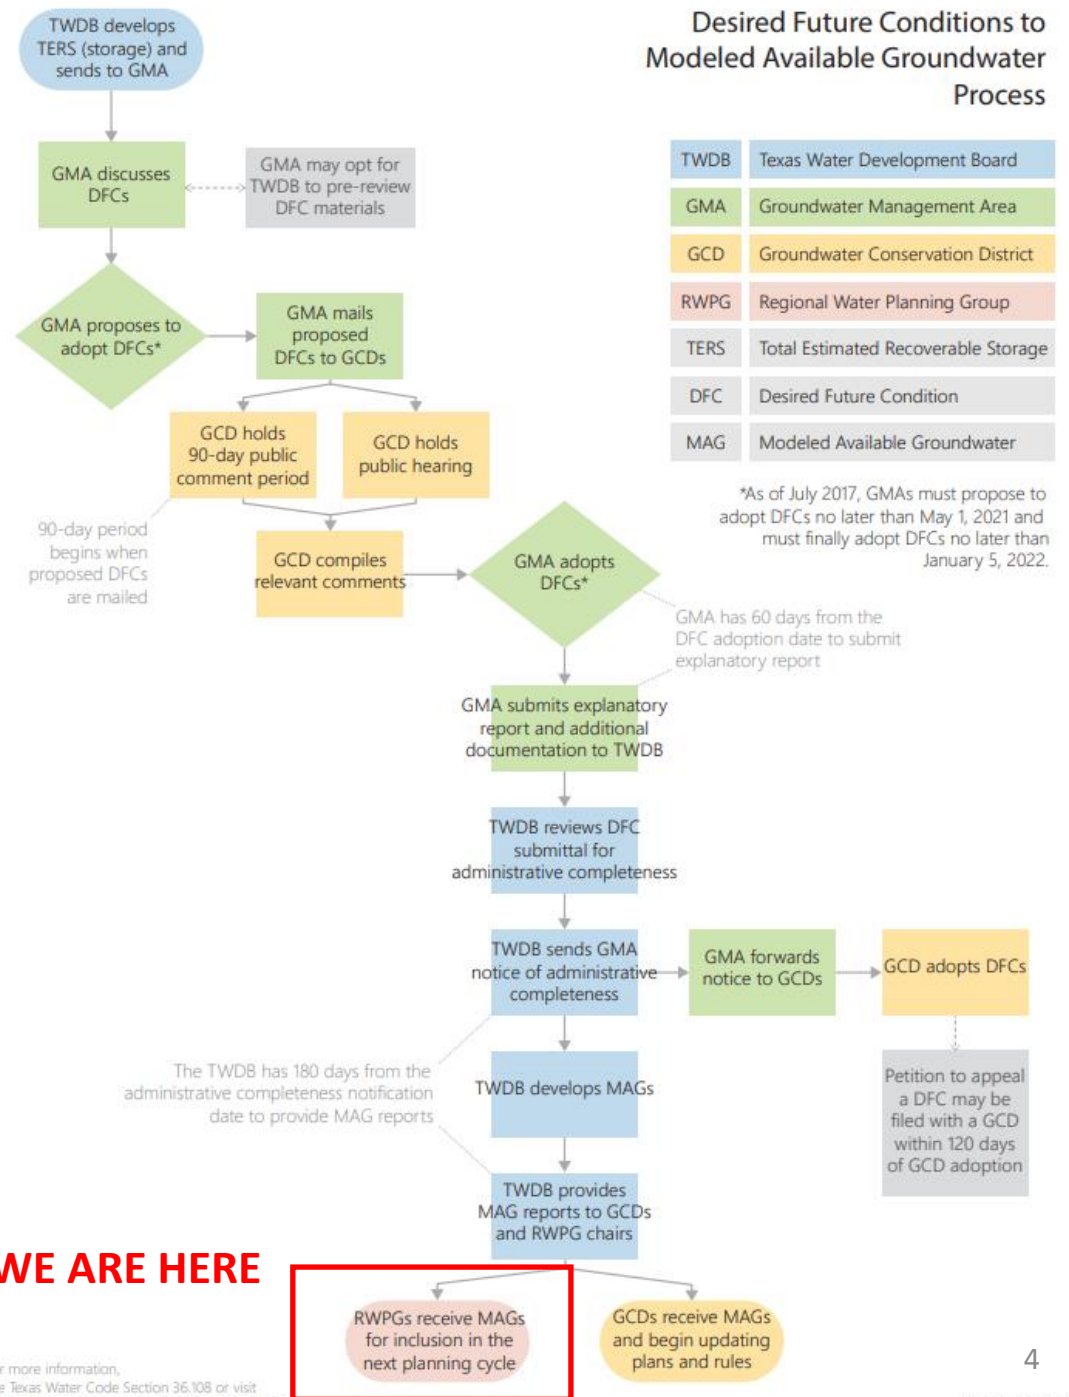 Desired Future Conditions to
Modeled Available Groundwater
Process
TWDB develops
TERS (storage) and
sends to GMA
GMA discusses
DFCs
GMA may opt for
TWDB to pre-review
DFC materials
TWDB Texas Water Development Board
GMA Groundwater Management Area
GCD Groundwater Conservation District
RWPG Regional Water Planning Group
TERS Total Estimated Recoverable Storage
DFC Desired Future Condition
MAG Modeled Available Groundwater
*As of July 2017, GMAs must propose to
adopt DFCs no later than May 1, 2021 and
must finally adopt DFCs no later than
January 5, 2022.
GMA proposes to
adopt DFCs*
GMA mails
proposed
DFCs to GCDs
GCD holds
90-day public
comment period
GCD holds
public hearing
90-day period
begins when
proposed DFCs
are mailed
GCD compiles
relevant comments
GMA adopts
DFCs*
GMA has 60 days from the
DFC adoption date to submit
explanatory report
GMA submits explanatory
report and additional
documentation to TWDB
TWDB reviews DFC
submittal for
administrative completeness
TWDB sends GMA
notice of administrative
completeness
GMA forwards
notice to GCDs
GCD adopts DFCs
The TWDB has 180 days from the
administrative completeness notification
date to provide MAG reports
TWDB develops MAGs
Petition to appeal
a DFC may be
filed with a GCD
within 120 days
of GCD adoption
TWDB provides
MAG reports to GCDs
and RWPG chairs
WE ARE HERE
RWPGs receive MAGs
for inclusion in the
next planning cycle
GCDs receive MAGs
and begin updating
plans and rules
4
more information,
Texas Water Code Section 36.108 or visit